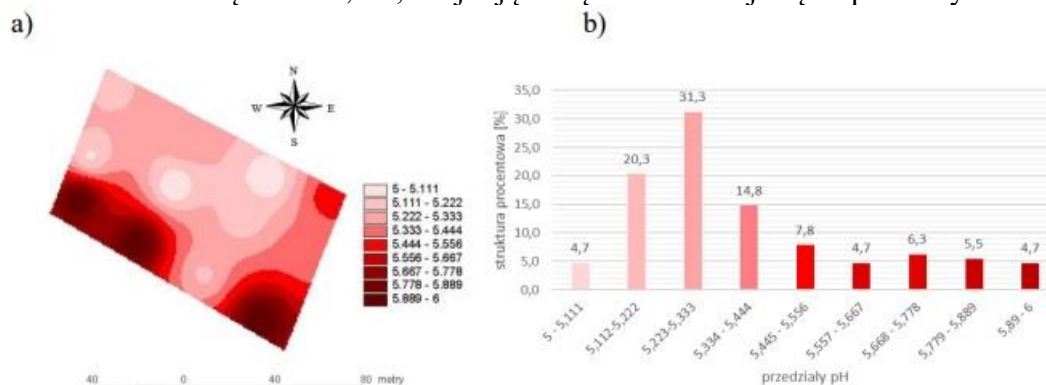 a)
N
W E
S
5 - 5.111
5.111 - 5.222
5.222 - 5.333
5.333 - 5.444
5.444 - 5.556
5.556 - 5.667
5.667 - 5.778
5.778 - 5.889
5.889 - 6
40 0 40 80 metry
b)
struktura procentowa [%]
35,0
30,0
25,0
20,0
15,0
10,0
5,0
0,0
4,7
20,3
31,3
14,8
7,8
4,7
6,3
5,5
4,7
5 - 5,111
5,112-5,222
5,223-5,333
5,334 - 5,444
5,445 - 5,556
5,557 - 5,667
5,668 - 5,778
5,779 - 5,889
5,89 - 6
przedziały pH